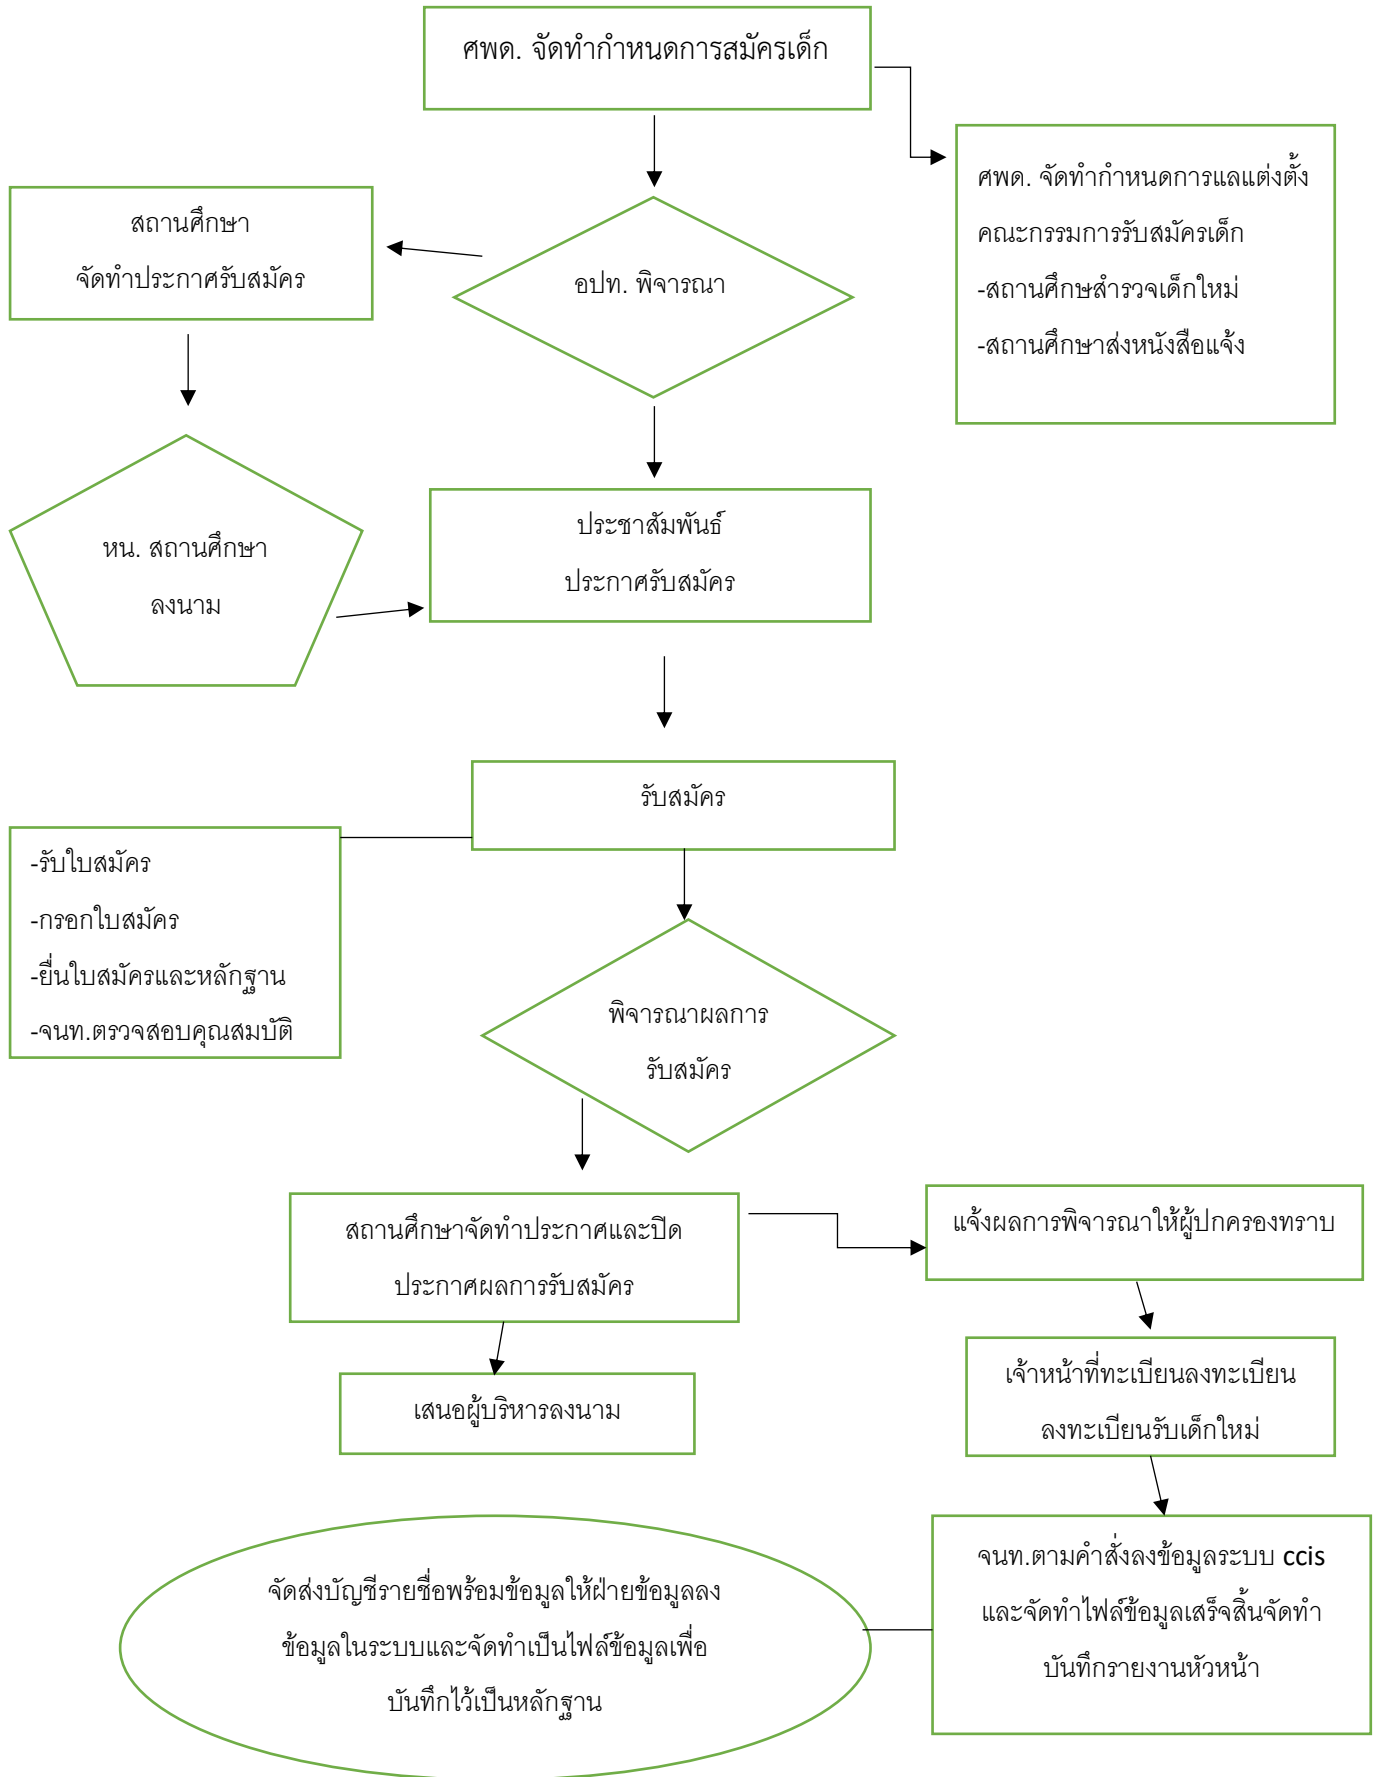 ศพด. จัดทำกำหนดการสมัครเด็ก
ศพด. จัดทำกำหนดการแลแต่งตั้ง
คณะกรรมการรับสมัครเด็ก
-สถานศึกษสำรวจเด็กใหม่
-สถานศึกษาส่งหนังสือแจ้ง
สถานศึกษา
จัดทำประกาศรับสมัคร
อปท. พิจารณา
หน. สถานศึกษา
ลงนาม
ประชาสัมพันธ์
ประกาศรับสมัคร
รับสมัคร
-รับใบสมัคร
-กรอกใบสมัคร
-ยื่นใบสมัครและหลักฐาน
-จนท.ตรวจสอบคุณสมบัติ
พิจารณาผลการ
รับสมัคร
สถานศึกษาจัดทำประกาศและปิด
ประกาศผลการรับสมัคร
แจ้งผลการพิจารณาให้ผู้ปกครองทราบ
เสนอผู้บริหารลงนาม
เจ้าหน้าที่ทะเบียนลงทะเบียน
ลงทะเบียนรับเด็กใหม่
จนท.ตามคำสั่งลงข้อมูลระบบ ccis
และจัดทำไฟล์ข้อมูลเสร็จสิ้นจัดทำ
บันทึกรายงานหัวหน้า
จัดส่งบัญชีรายชื่อพร้อมข้อมูลให้ฝ่ายข้อมูลลง
ข้อมูลในระบบและจัดทำเป็นไฟล์ข้อมูลเพื่อ
บันทึกไว้เป็นหลักฐาน